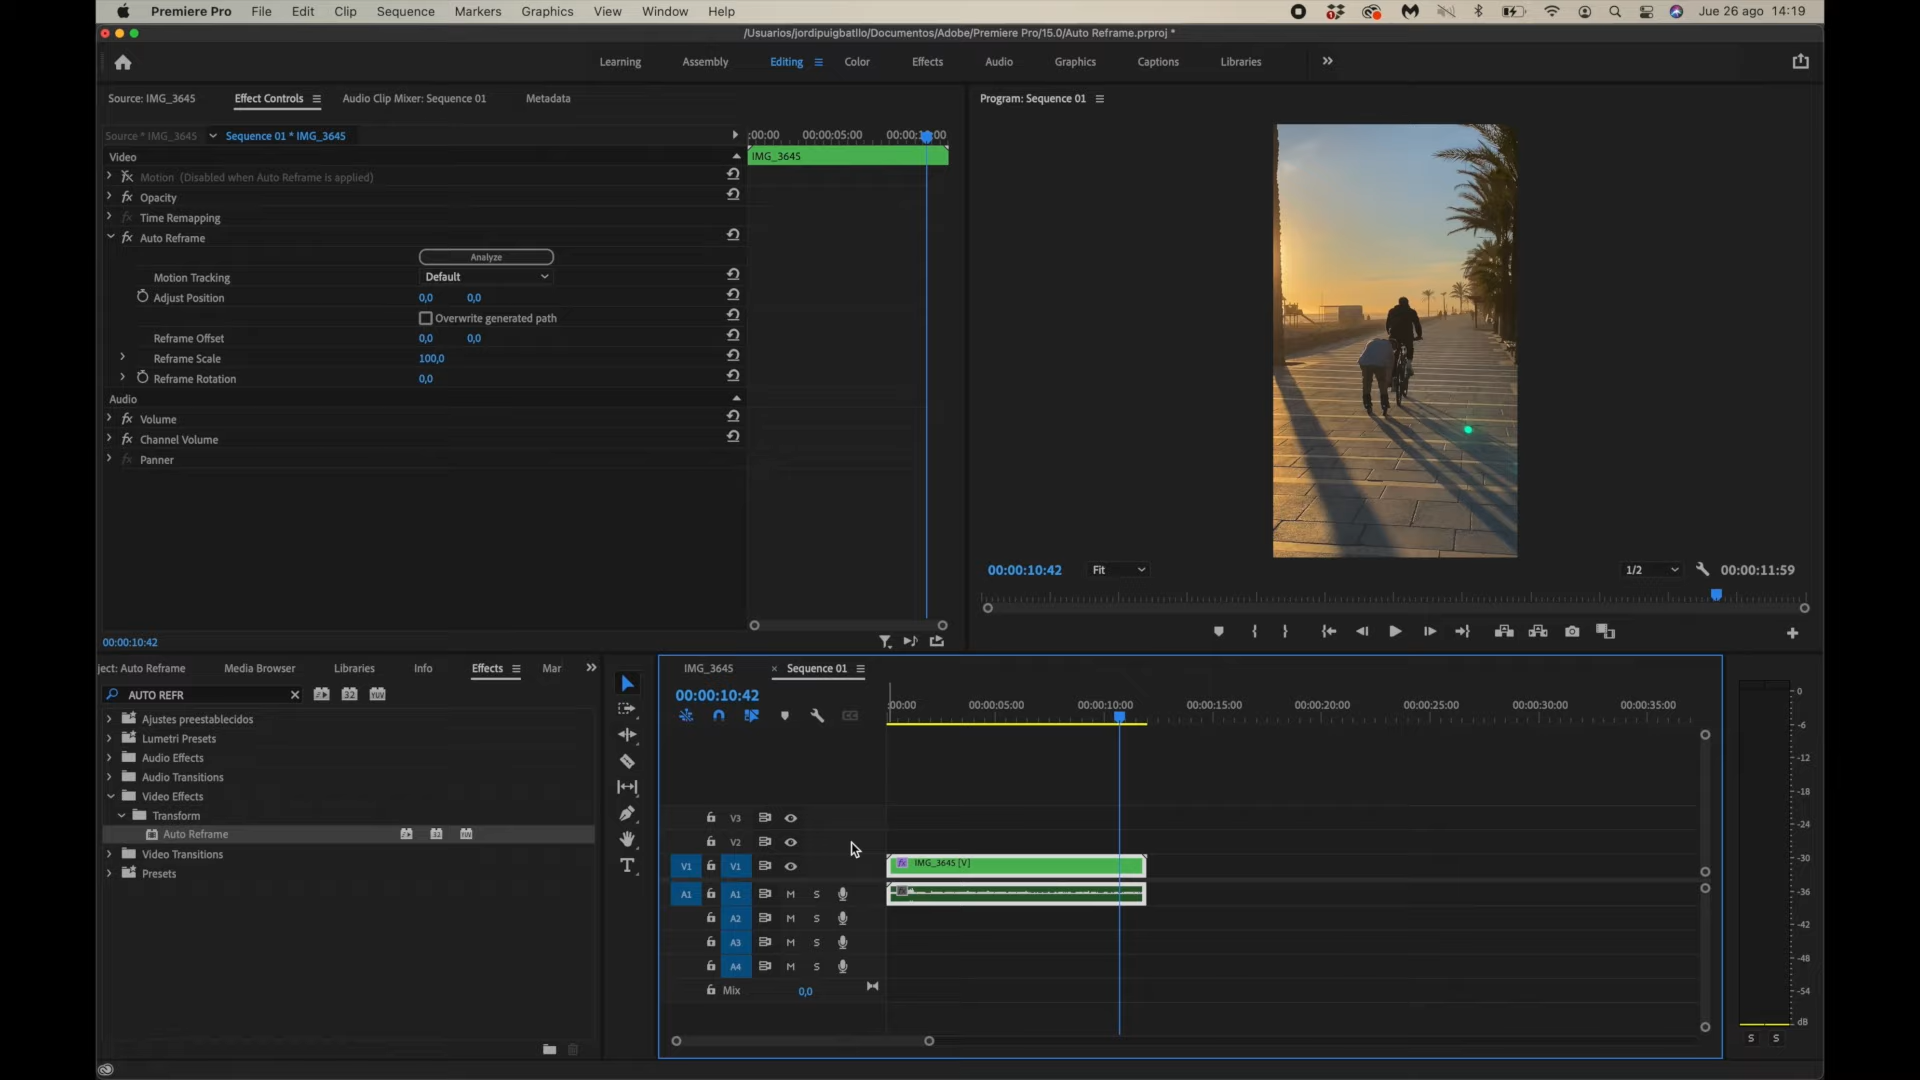 Premiere Pro File Edit Clip Sequence Markers Graphics View Window Help Jue 26 ago 14:19
/Usuarios/jordipuigbatllo/Documentos/Adobe/Premiere Pro/15.0/Auto Reframe.prproj *
Learning Assembly Editing Color Effects Audio Graphics Captions Libraries
Source: IMG_3645 Effect Controls Audio Clip Mixer: Sequence 01 Metadata
Program: Sequence 01
Source * IMG_3645 Sequence 01 * IMG_3645
:00:00 00:00:05:00
Video
IMG_3645
Motion (Disabled when Auto Reframe is applied)
fx Opacity
fx Time Remapping
fx Auto Reframe
Analyze
Motion Tracking Default
Adjust Position 0,0 0,0
Overwrite generated path
Reframe Offset 0,0 0,0
Reframe Scale 100,0
Reframe Rotation 0,0
Audio
fx Volume
fx Channel Volume
fx Panner
00:00:10:42
00:00:10:42 Fit 1/2 00:00:11:59
ject: Auto Reframe Media Browser Libraries Info Effects Mar
AUTO REFR
Ajustes preestablecidos
Lumetri Presets
Audio Effects
Audio Transitions
Video Effects
Transform
Auto Reframe
Video Transitions
Presets
IMG_3645 Sequence 01
00:00:10:42
:00:00 00:00:05:00 00:00:10:00 00:00:15:00 00:00:20:00 00:00:25:00 00:00:30:00 00:00:35:00
V3
V2
V1 V1 fx IMG_3645 [V]
A1 A1 M S
A2 M S
A3 M S
A4 M S
Mix 0,0
0
-6
-12
-18
-24
-30
-36
-42
-48
-54
dB
S S